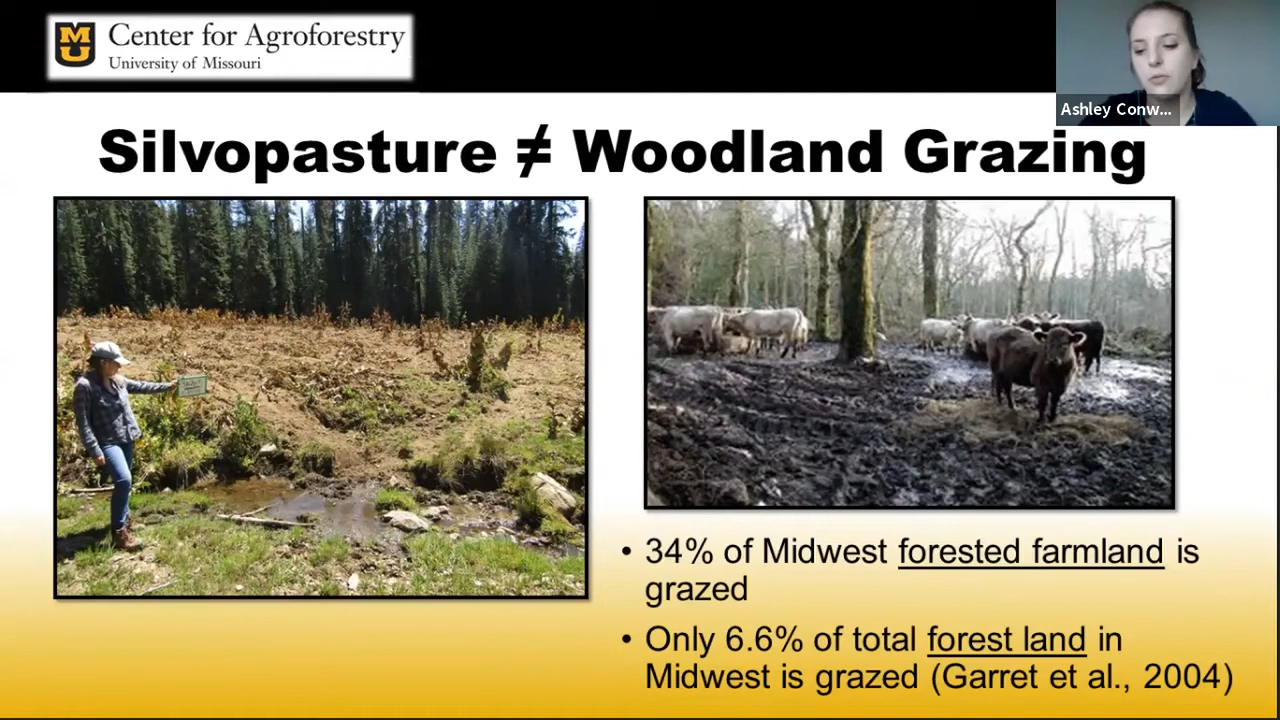 MU
Center for Agroforestry
University of Missouri
Ashley Conw...
Silvopasture ≠ Woodland Grazing
• 34% of Midwest forested farmland is
grazed
• Only 6.6% of total forest land in
Midwest is grazed (Garret et al., 2004)